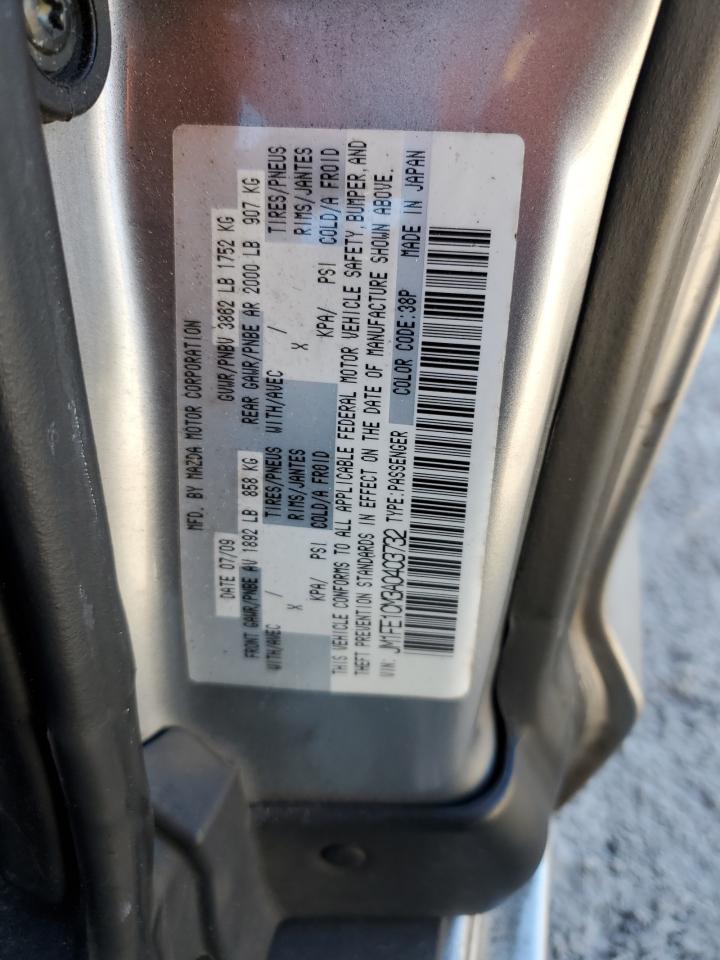 MFD. BY MAZDA MOTOR CORPORATION
DATE 07/09 GVWR/PNBV 3862 LB 1752 KG
FRONT GAWR/PNBE AV 1892 LB 858 KG REAR GAWR/PNBE AR 2000 LB 907 KG
WITH/AVEC TIRES/PNEUS WITH/AVEC / TIRES/PNEUS
X / RIMS/JANTES X / RIMS/JANTES
KPA/ PSI COLD/A FROID KPA/ PSI COLD/A FROID
THIS VEHICLE CONFORMS TO ALL APPLICABLE FEDERAL MOTOR VEHICLE SAFETY, BUMPER, AND
THEFT PREVENTION STANDARDS IN EFFECT ON THE DATE OF MANUFACTURE SHOWN ABOVE.
VIN: JM1FE1CM3A0403732 TYPE:PASSENGER COLOR CODE:38P MADE IN JAPAN